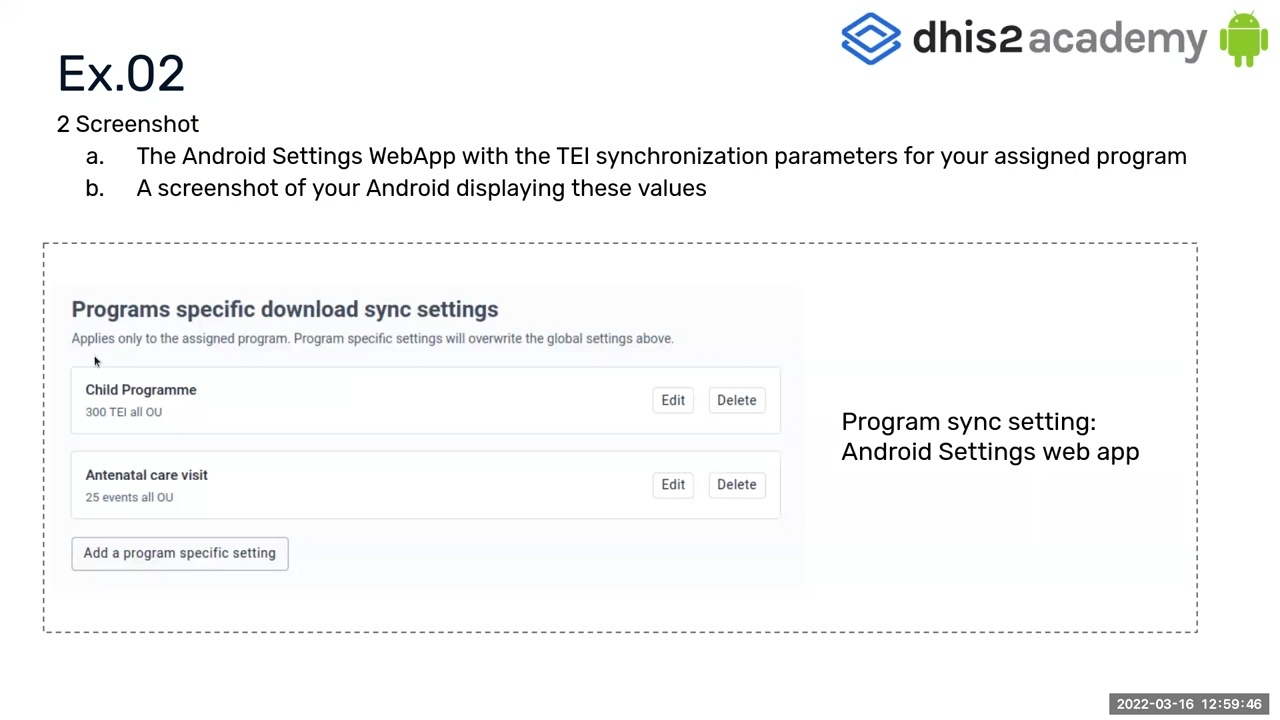 dhis2 academy
Ex.02
2 Screenshot
a. The Android Settings WebApp with the TEI synchronization parameters for your assigned program
b. A screenshot of your Android displaying these values
Programs specific download sync settings
Applies only to the assigned program. Program specific settings will overwrite the global settings above.
Child Programme
300 TEI all OU
Edit Delete
Antenatal care visit
25 events all OU
Edit Delete
Add a program specific setting
Program sync setting:
Android Settings web app
2022-03-16 12:59:46